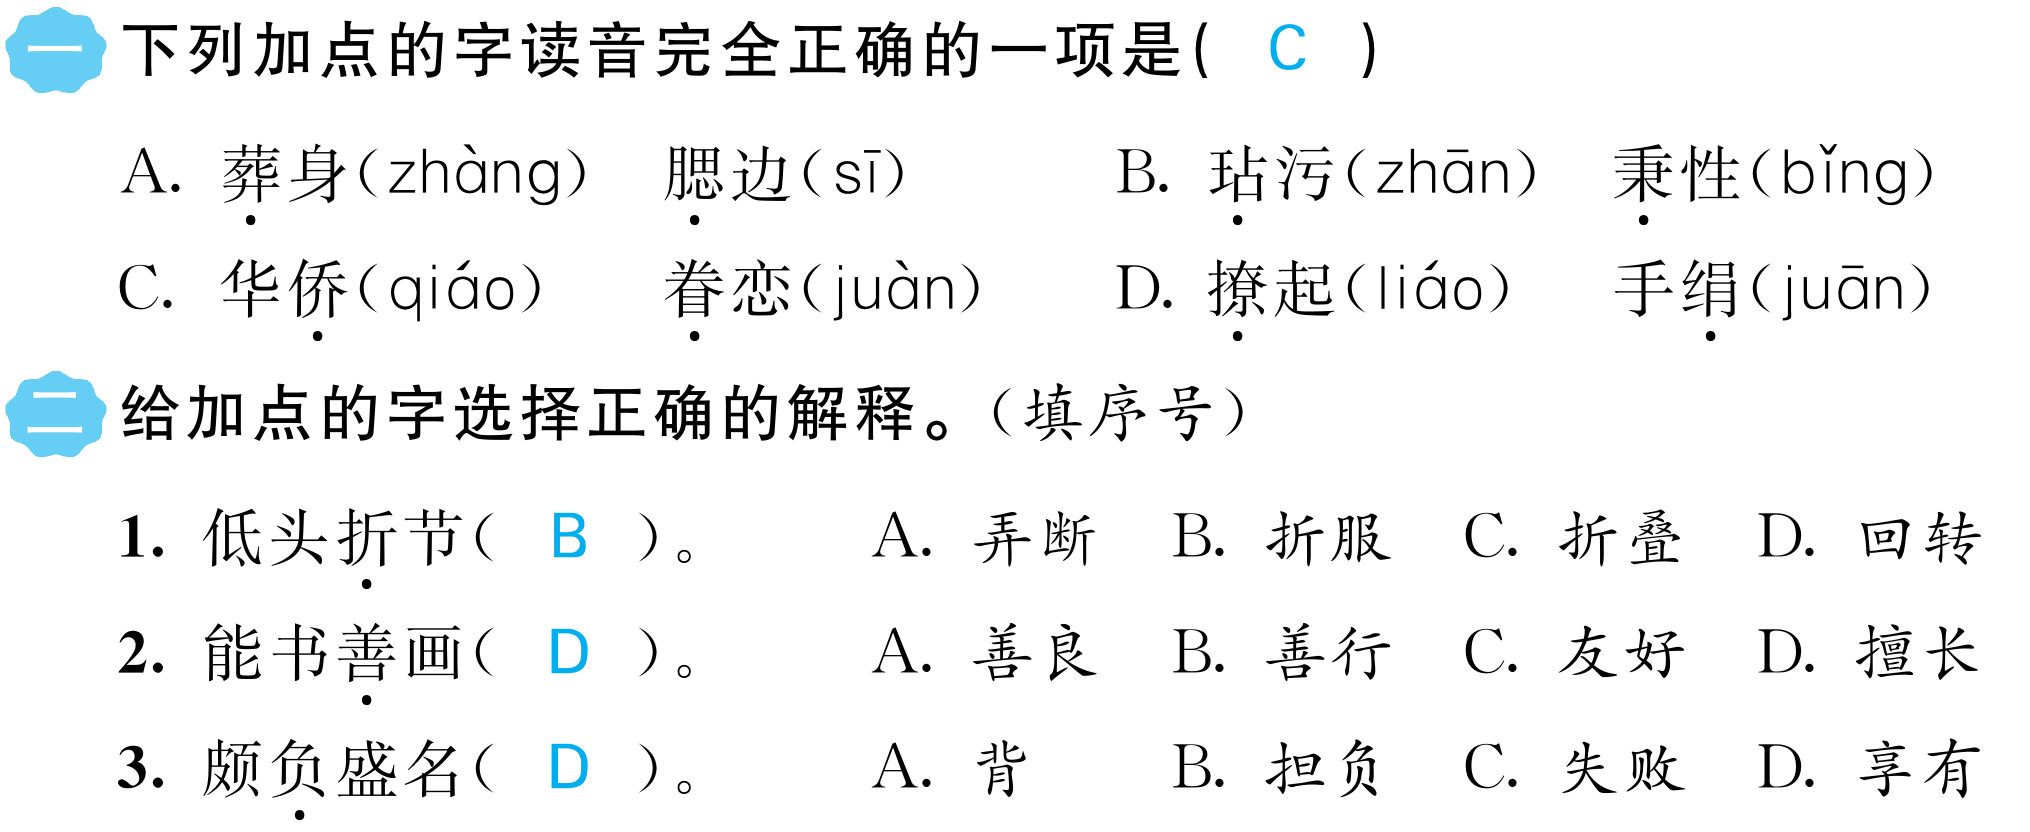 一 下列加点的字读音完全正确的一项是( C )
A. 葬身(zhàng) 腮边(sī) B. 玷污(zhān) 秉性(bǐng)
C. 华侨(qiáo) 眷恋(juàn) D. 撩起(liáo) 手绢(juān)
二 给加点的字选择正确的解释。(填序号)
1. 低头折节( B )。 A. 弄断 B. 折服 C. 折叠 D. 回转
2. 能书善画( D )。 A. 善良 B. 善行 C. 友好 D. 擅长
3. 颇负盛名( D )。 A. 背 B. 担负 C. 失败 D. 享有